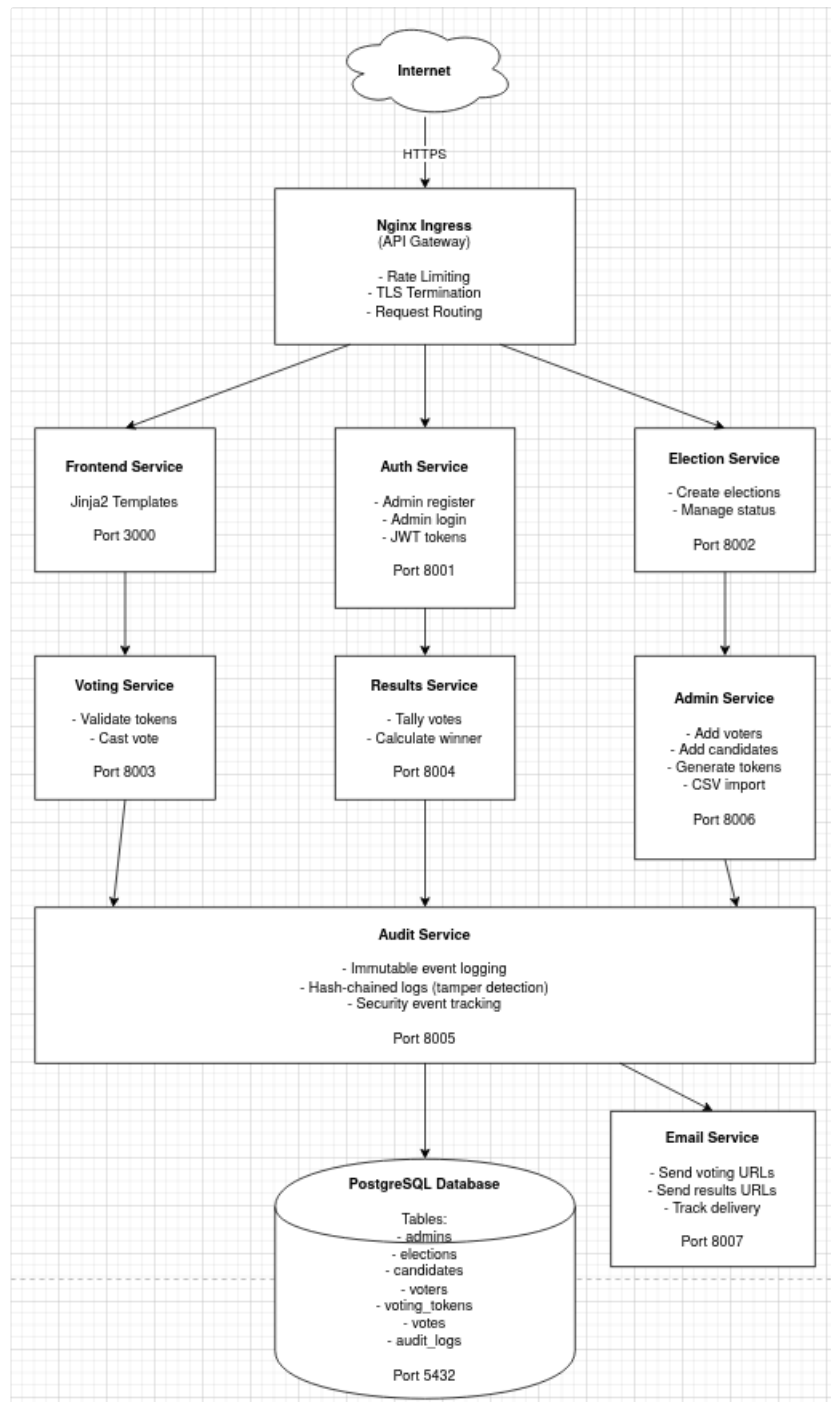 Internet
HTTPS
Nginx Ingress
(API Gateway)
- Rate Limiting
- TLS Termination
- Request Routing
Frontend Service
Jinja2 Templates
Port 3000
Auth Service
- Admin register
- Admin login
- JWT tokens
Port 8001
Election Service
- Create elections
- Manage status
Port 8002
Voting Service
- Validate tokens
- Cast vote
Port 8003
Results Service
- Tally votes
- Calculate winner
Port 8004
Admin Service
- Add voters
- Add candidates
- Generate tokens
- CSV import
Port 8006
Audit Service
- Immutable event logging
- Hash-chained logs (tamper detection)
- Security event tracking
Port 8005
PostgreSQL Database
Tables:
- admins
- elections
- candidates
- voters
- voting_tokens
- votes
- audit_logs
Port 5432
Email Service
- Send voting URLs
- Send results URLs
- Track delivery
Port 8007